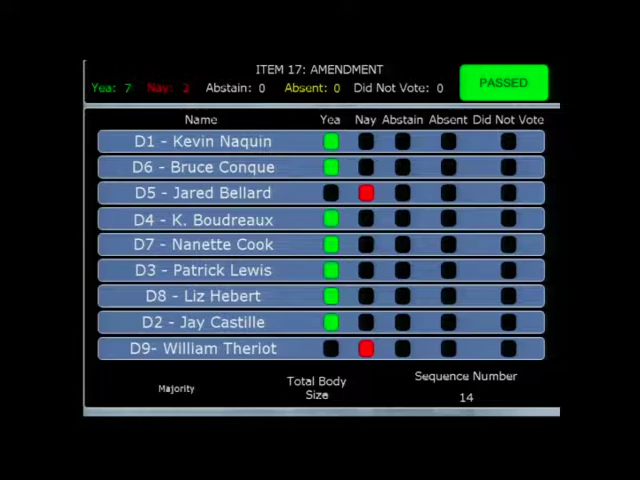 ITEM 17: AMENDMENT
Yea: 7 Nay: 2 Abstain: 0 Absent: 0 Did Not Vote: 0
PASSED
Name Yea Nay Abstain Absent Did Not Vote
D1 - Kevin Naquin
D6 - Bruce Conque
D5 - Jared Bellard
D4 - K. Boudreaux
D7 - Nanette Cook
D3 - Patrick Lewis
D8 - Liz Hebert
D2 - Jay Castille
D9- William Theriot
Majority
Total Body
Size
Sequence Number
14